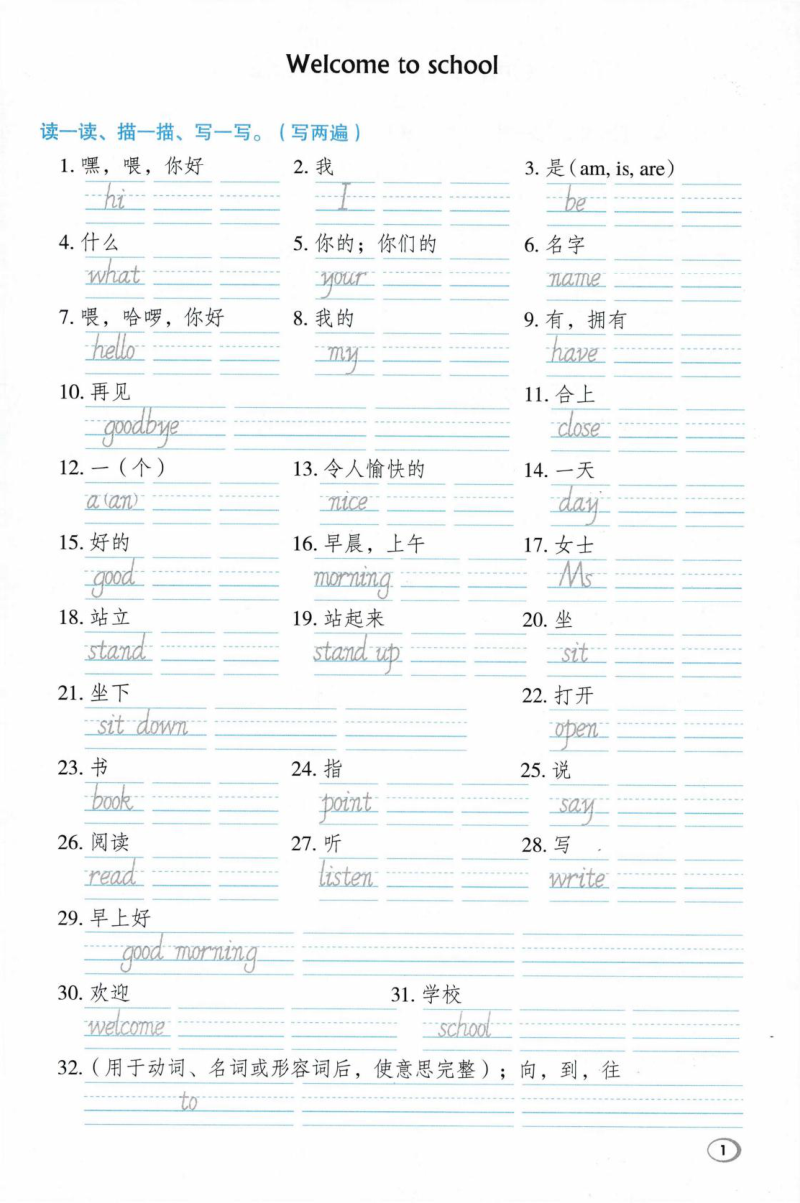 Welcome to school
读一读、描一描、写一写。(写两遍)
1. 嘿，喂，你好 2. 我 3. 是(am, is, are)
hi I be
4. 什么 5. 你的；你们的 6. 名字
what your name
7. 喂，哈啰，你好 8. 我的 9. 有，拥有
hello my have
10. 再见 11. 合上
goodbye close
12. 一(个) 13. 令人愉快的 14. 一天
a(an) nice day
15. 好的 16. 早晨，上午 17. 女士
good morning Ms
18. 站立 19. 站起来 20. 坐
stand stand up sit
21. 坐下 22. 打开
sit down open
23. 书 24. 指 25. 说
book point say
26. 阅读 27. 听 28. 写
read listen write
29. 早上好
good morning
30. 欢迎 31. 学校
welcome school
32.(用于动词、名词或形容词后，使意思完整)；向，到，往
to
1